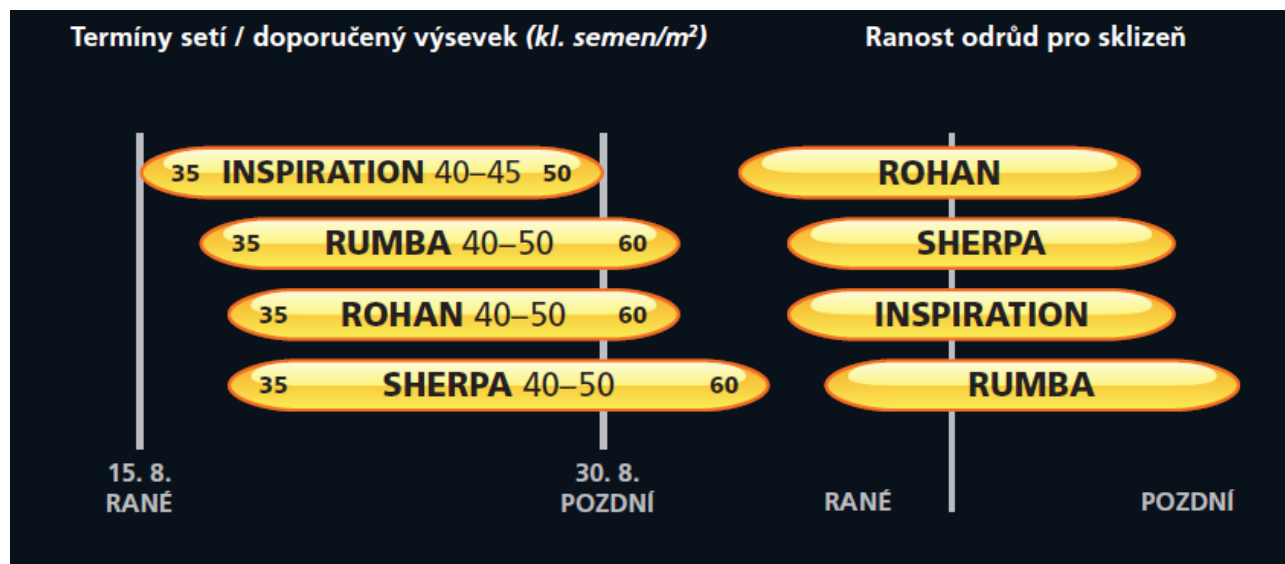 Termíny setí / doporučený výsevek (kl. semen/m²)
35 INSPIRATION 40–45 50
35 RUMBA 40–50 60
35 ROHAN 40–50 60
35 SHERPA 40–50 60
15. 8.
RANÉ
30. 8.
POZDNÍ
Ranost odrůd pro sklizeň
ROHAN
SHERPA
INSPIRATION
RUMBA
RANÉ
POZDNÍ